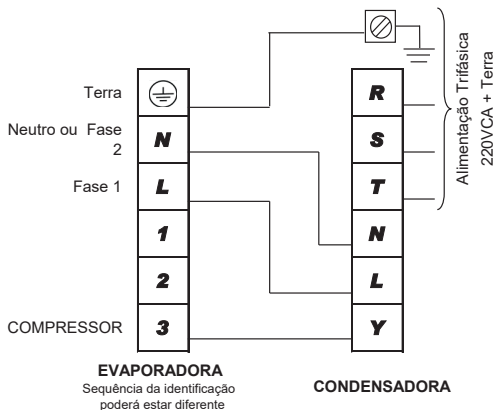 Terra
Neutro ou Fase
2
N
Fase 1
L
1
2
COMPRESSOR
3
EVAPORADORA
Sequência da identificação
poderá estar diferente
R
S
T
N
L
Y
CONDENSADORA
Alimentação Trifásica
220VCA + Terra